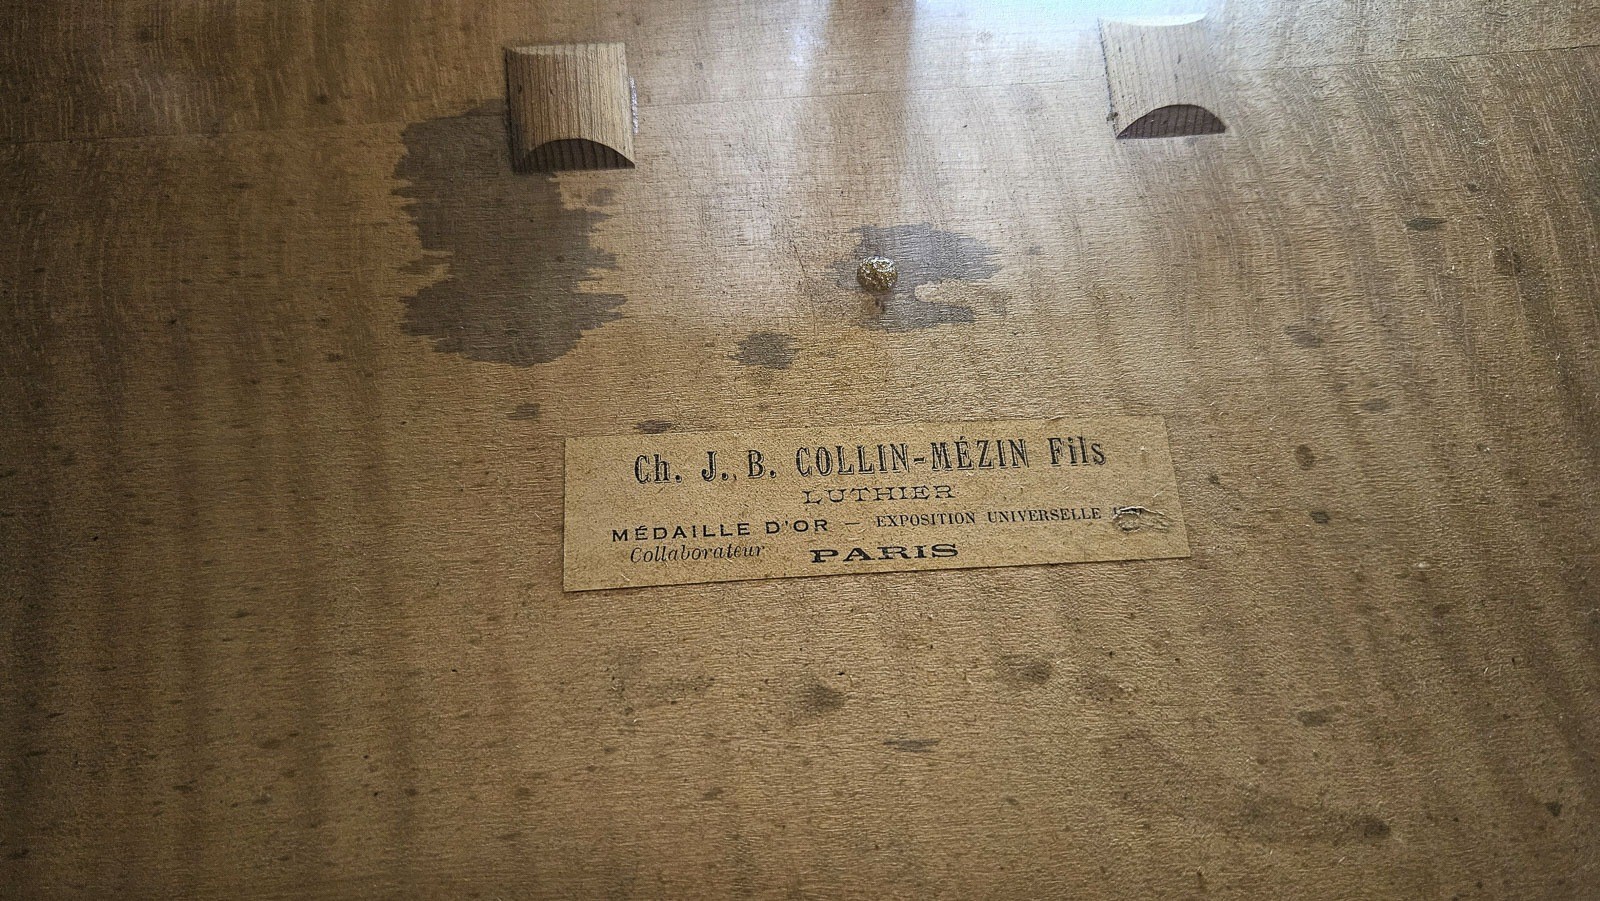 Ch. J. B. COLLIN-MÉZIN Fils
LUTHIER
MÉDAILLE D'OR — EXPOSITION UNIVERSELLE
Collaborateur PARIS